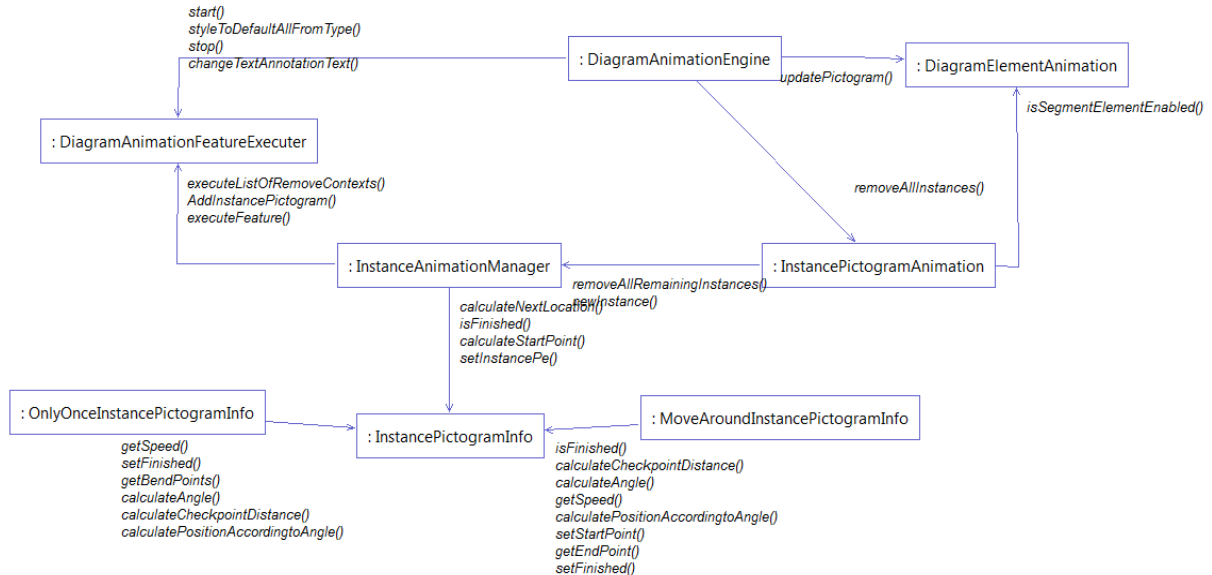 start()
styleToDefaultAllFromType()
stop()
changeTextAnnotationText()
: DiagramAnimationEngine
: DiagramElementAnimation
updatePictogram()
isSegmentElementEnabled()
: DiagramAnimationFeatureExecuter
executeListOfRemoveContexts()
AddInstancePictogram()
executeFeature()
removeAllInstances()
: InstanceAnimationManager
: InstancePictogramAnimation
removeAllRemainingInstances()
newInstance()
calculateNextLocation()
isFinished()
calculateStartPoint()
setInstancePe()
: OnlyOnceInstancePictogramInfo
: InstancePictogramInfo
: MoveAroundInstancePictogramInfo
getSpeed()
setFinished()
getBendPoints()
calculateAngle()
calculateCheckpointDistance()
calculatePositionAccordingtoAngle()
isFinished()
calculateCheckpointDistance()
calculateAngle()
getSpeed()
calculatePositionAccordingtoAngle()
setStartPoint()
getEndPoint()
setFinished()